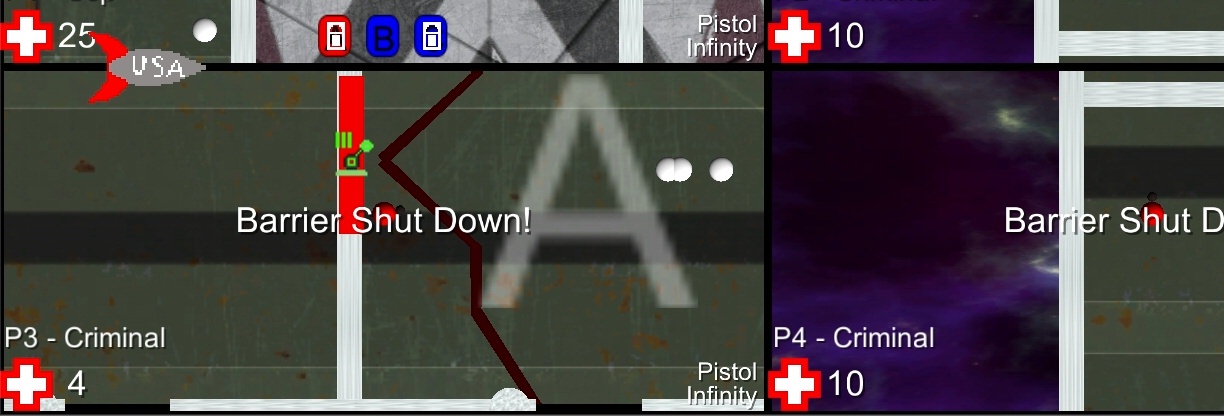 25
B
Pistol
Infinity
10
USA
A
Barrier Shut Down!
Barrier Shut D
P3 - Criminal
4
Pistol
Infinity
P4 - Criminal
10